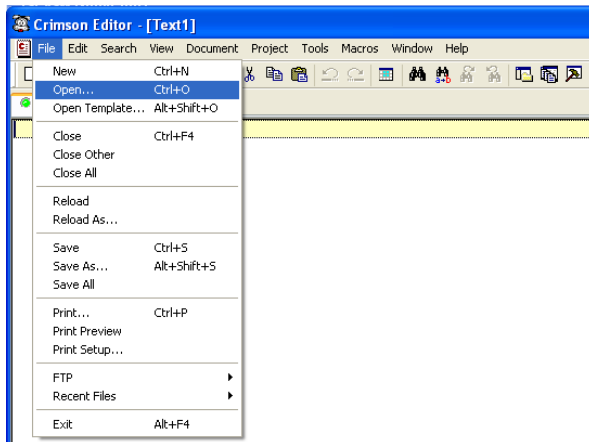 Crimson Editor - [Text1]
File Edit Search View Document Project Tools Macros Window Help
New Ctrl+N
Open... Ctrl+O
Open Template... Alt+Shift+O
Close Ctrl+F4
Close Other
Close All
Reload
Reload As...
Save Ctrl+S
Save As... Alt+Shift+S
Save All
Print... Ctrl+P
Print Preview
Print Setup...
FTP
Recent Files
Exit Alt+F4